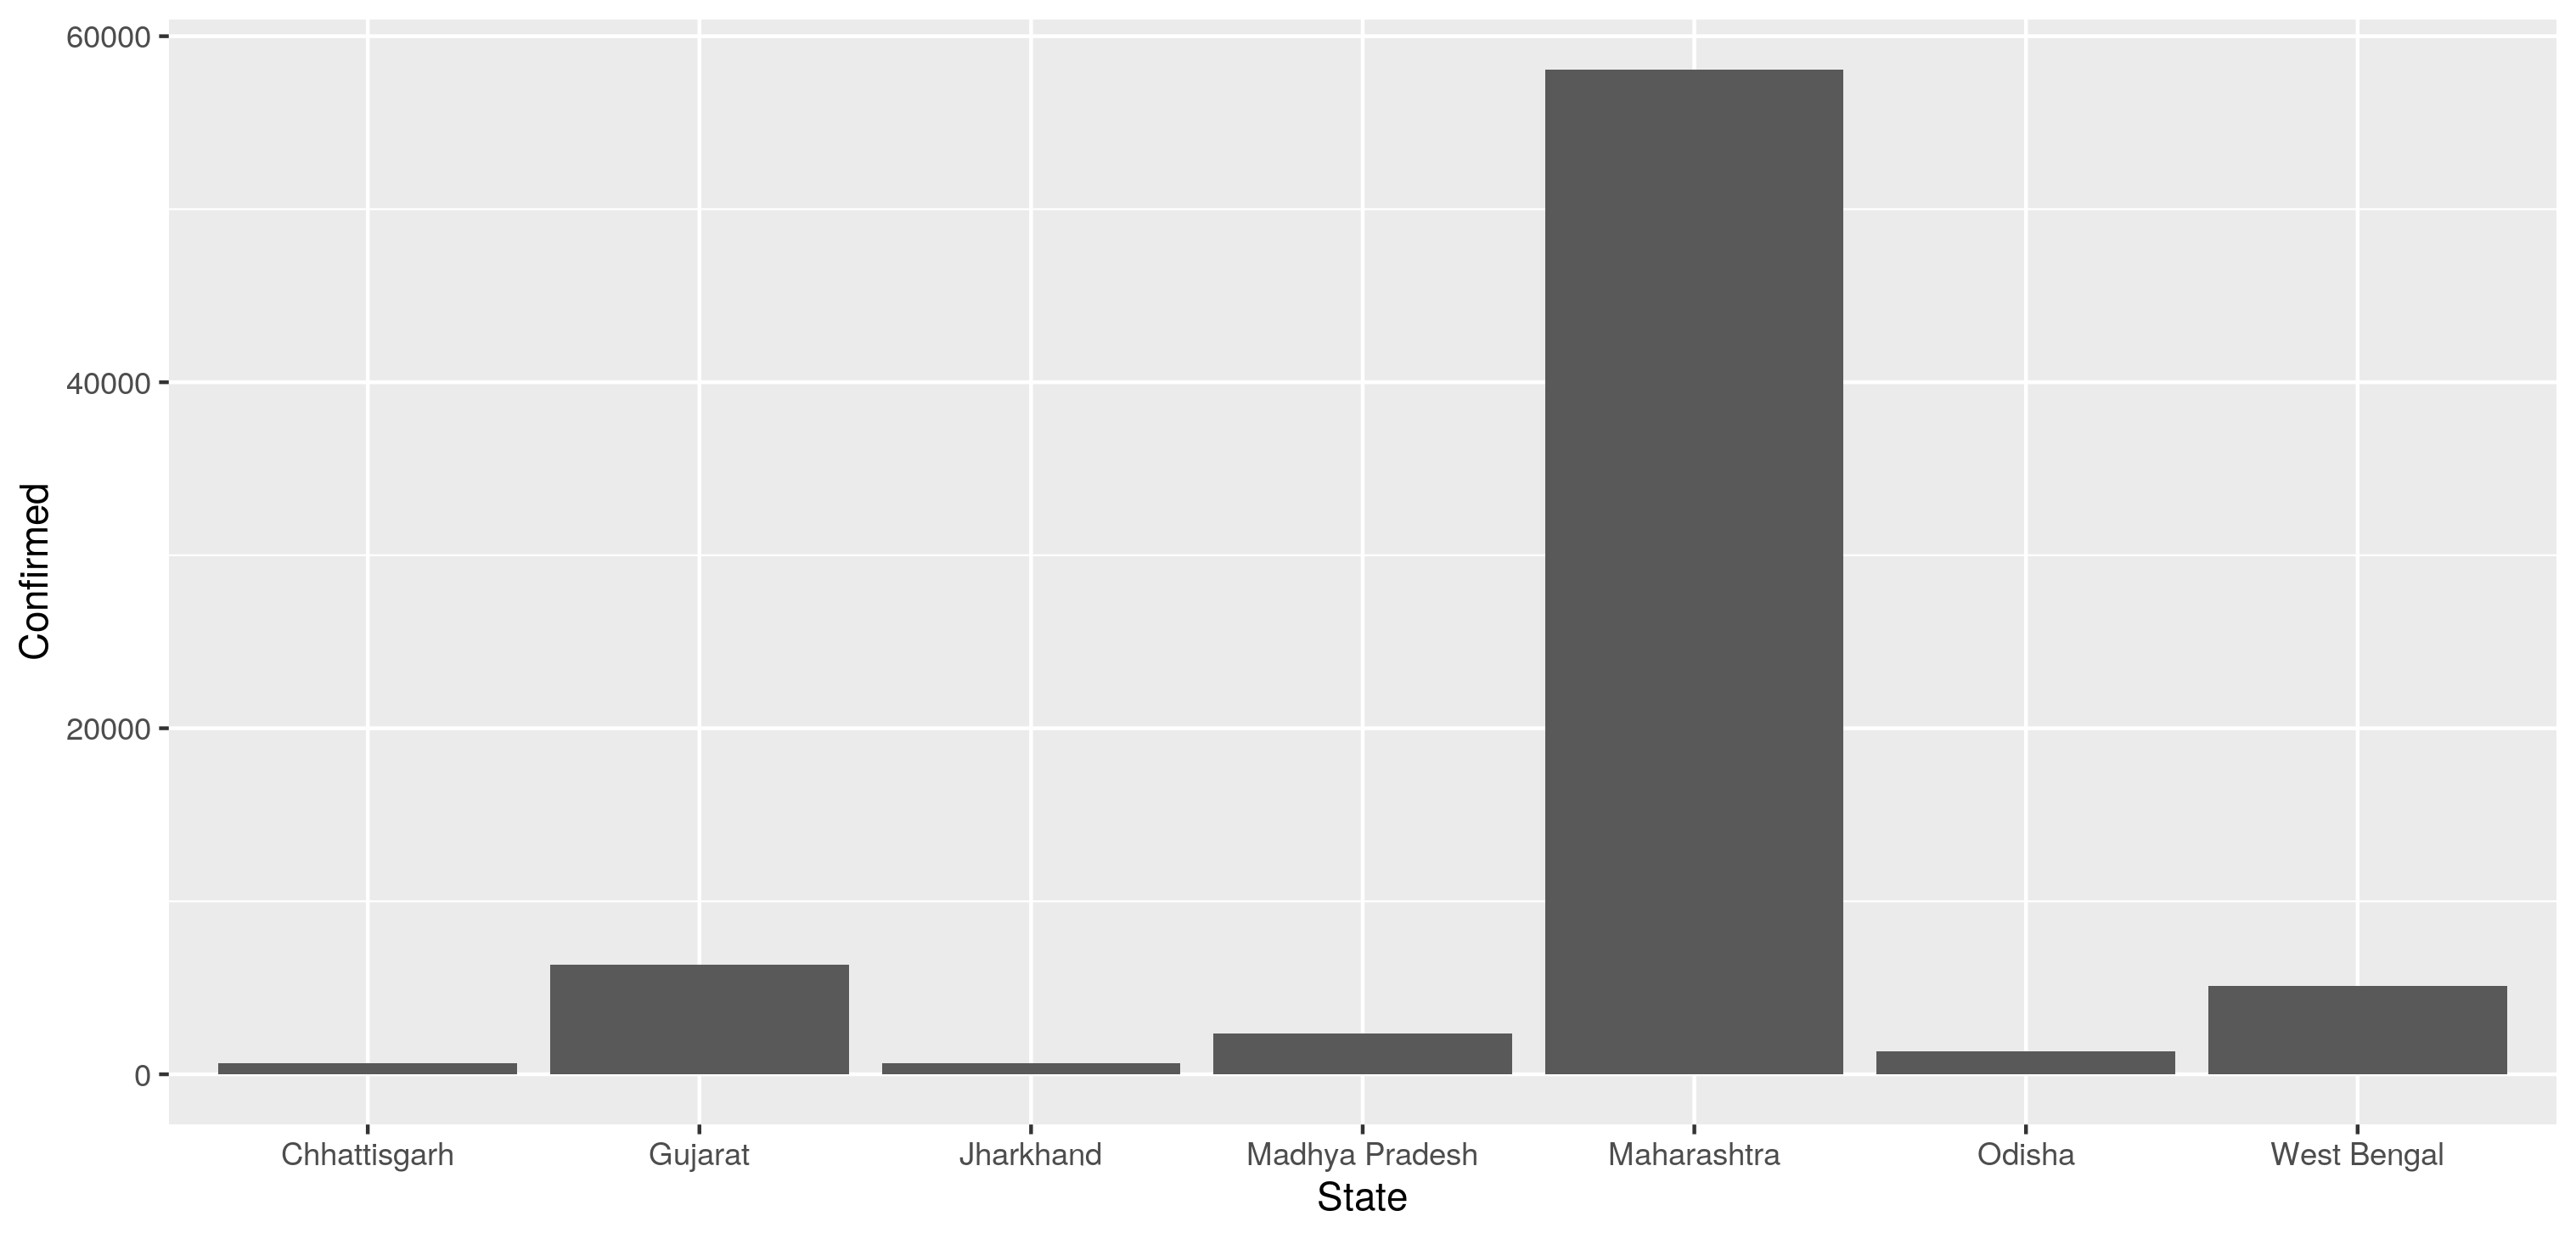 60000
40000
20000
0
Confirmed
Chhattisgarh Gujarat Jharkhand Madhya Pradesh Maharashtra Odisha West Bengal
State